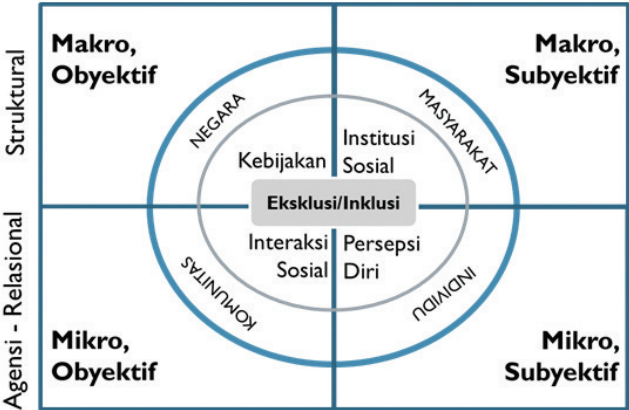 Struktural
Makro,
Obyektif
Makro,
Subyektif
NEGARA
MASYARAKAT
Kebijakan
Institusi
Sosial
Eksklusi/Inklusi
Agensi - Relasional
Interaksi
Sosial
Persepsi
Diri
KOMUNITAS
INDIVIDU
Mikro,
Obyektif
Mikro,
Subyektif